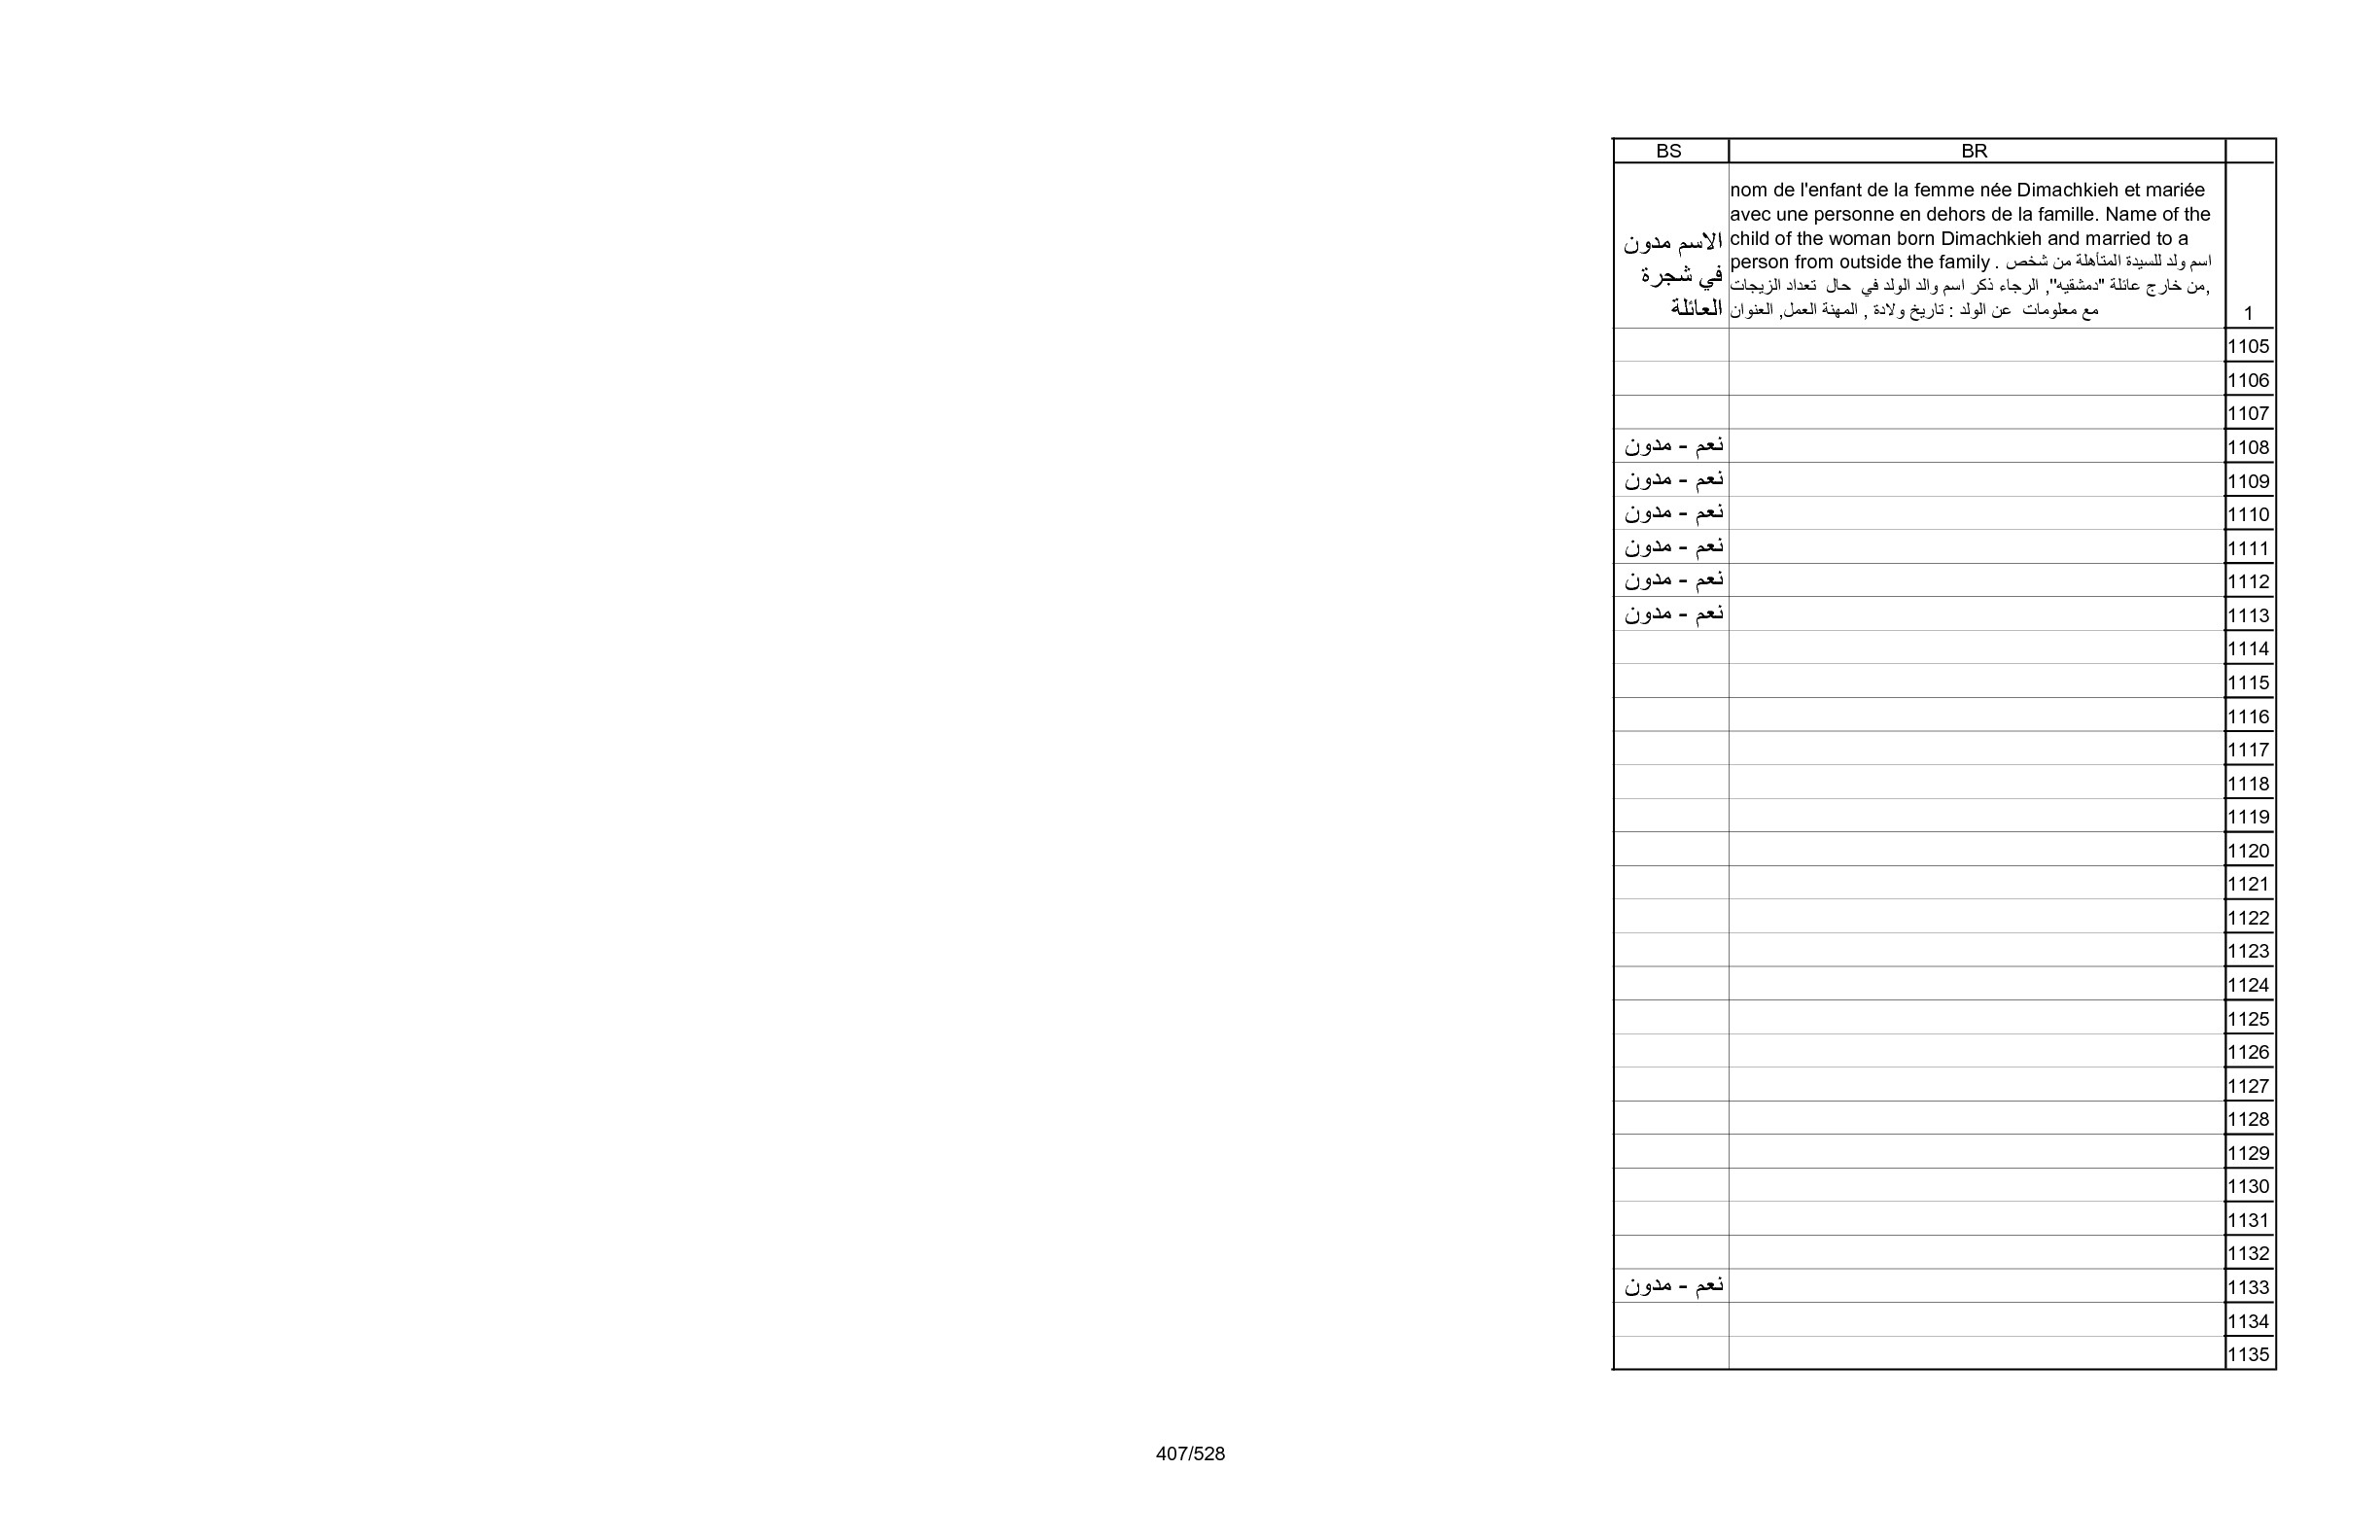 BR BS
nom de l'enfant de la femme née Dimachkieh et mariée
avec une personne en dehors de la famille. Name of the
child of the woman born Dimachkieh and married to a
person from outside the family . اسم ولد للسيدة المتأهلة من شخص
من خارج عائلة "دمشقيه", الرجاء ذكر اسم والد الولد في حال تعداد الزيجات,
مع معلومات عن الولد : تاريخ ولادة , المهنة العمل, العنوان
الاسم مدون
في شجرة
العائلة
1
1105
1106
1107
1108 نعم - مدون
1109 نعم - مدون
1110 نعم - مدون
1111 نعم - مدون
1112 نعم - مدون
1113 نعم - مدون
1114
1115
1116
1117
1118
1119
1120
1121
1122
1123
1124
1125
1126
1127
1128
1129
1130
1131
1132
1133 نعم - مدون
1134
1135
407/528